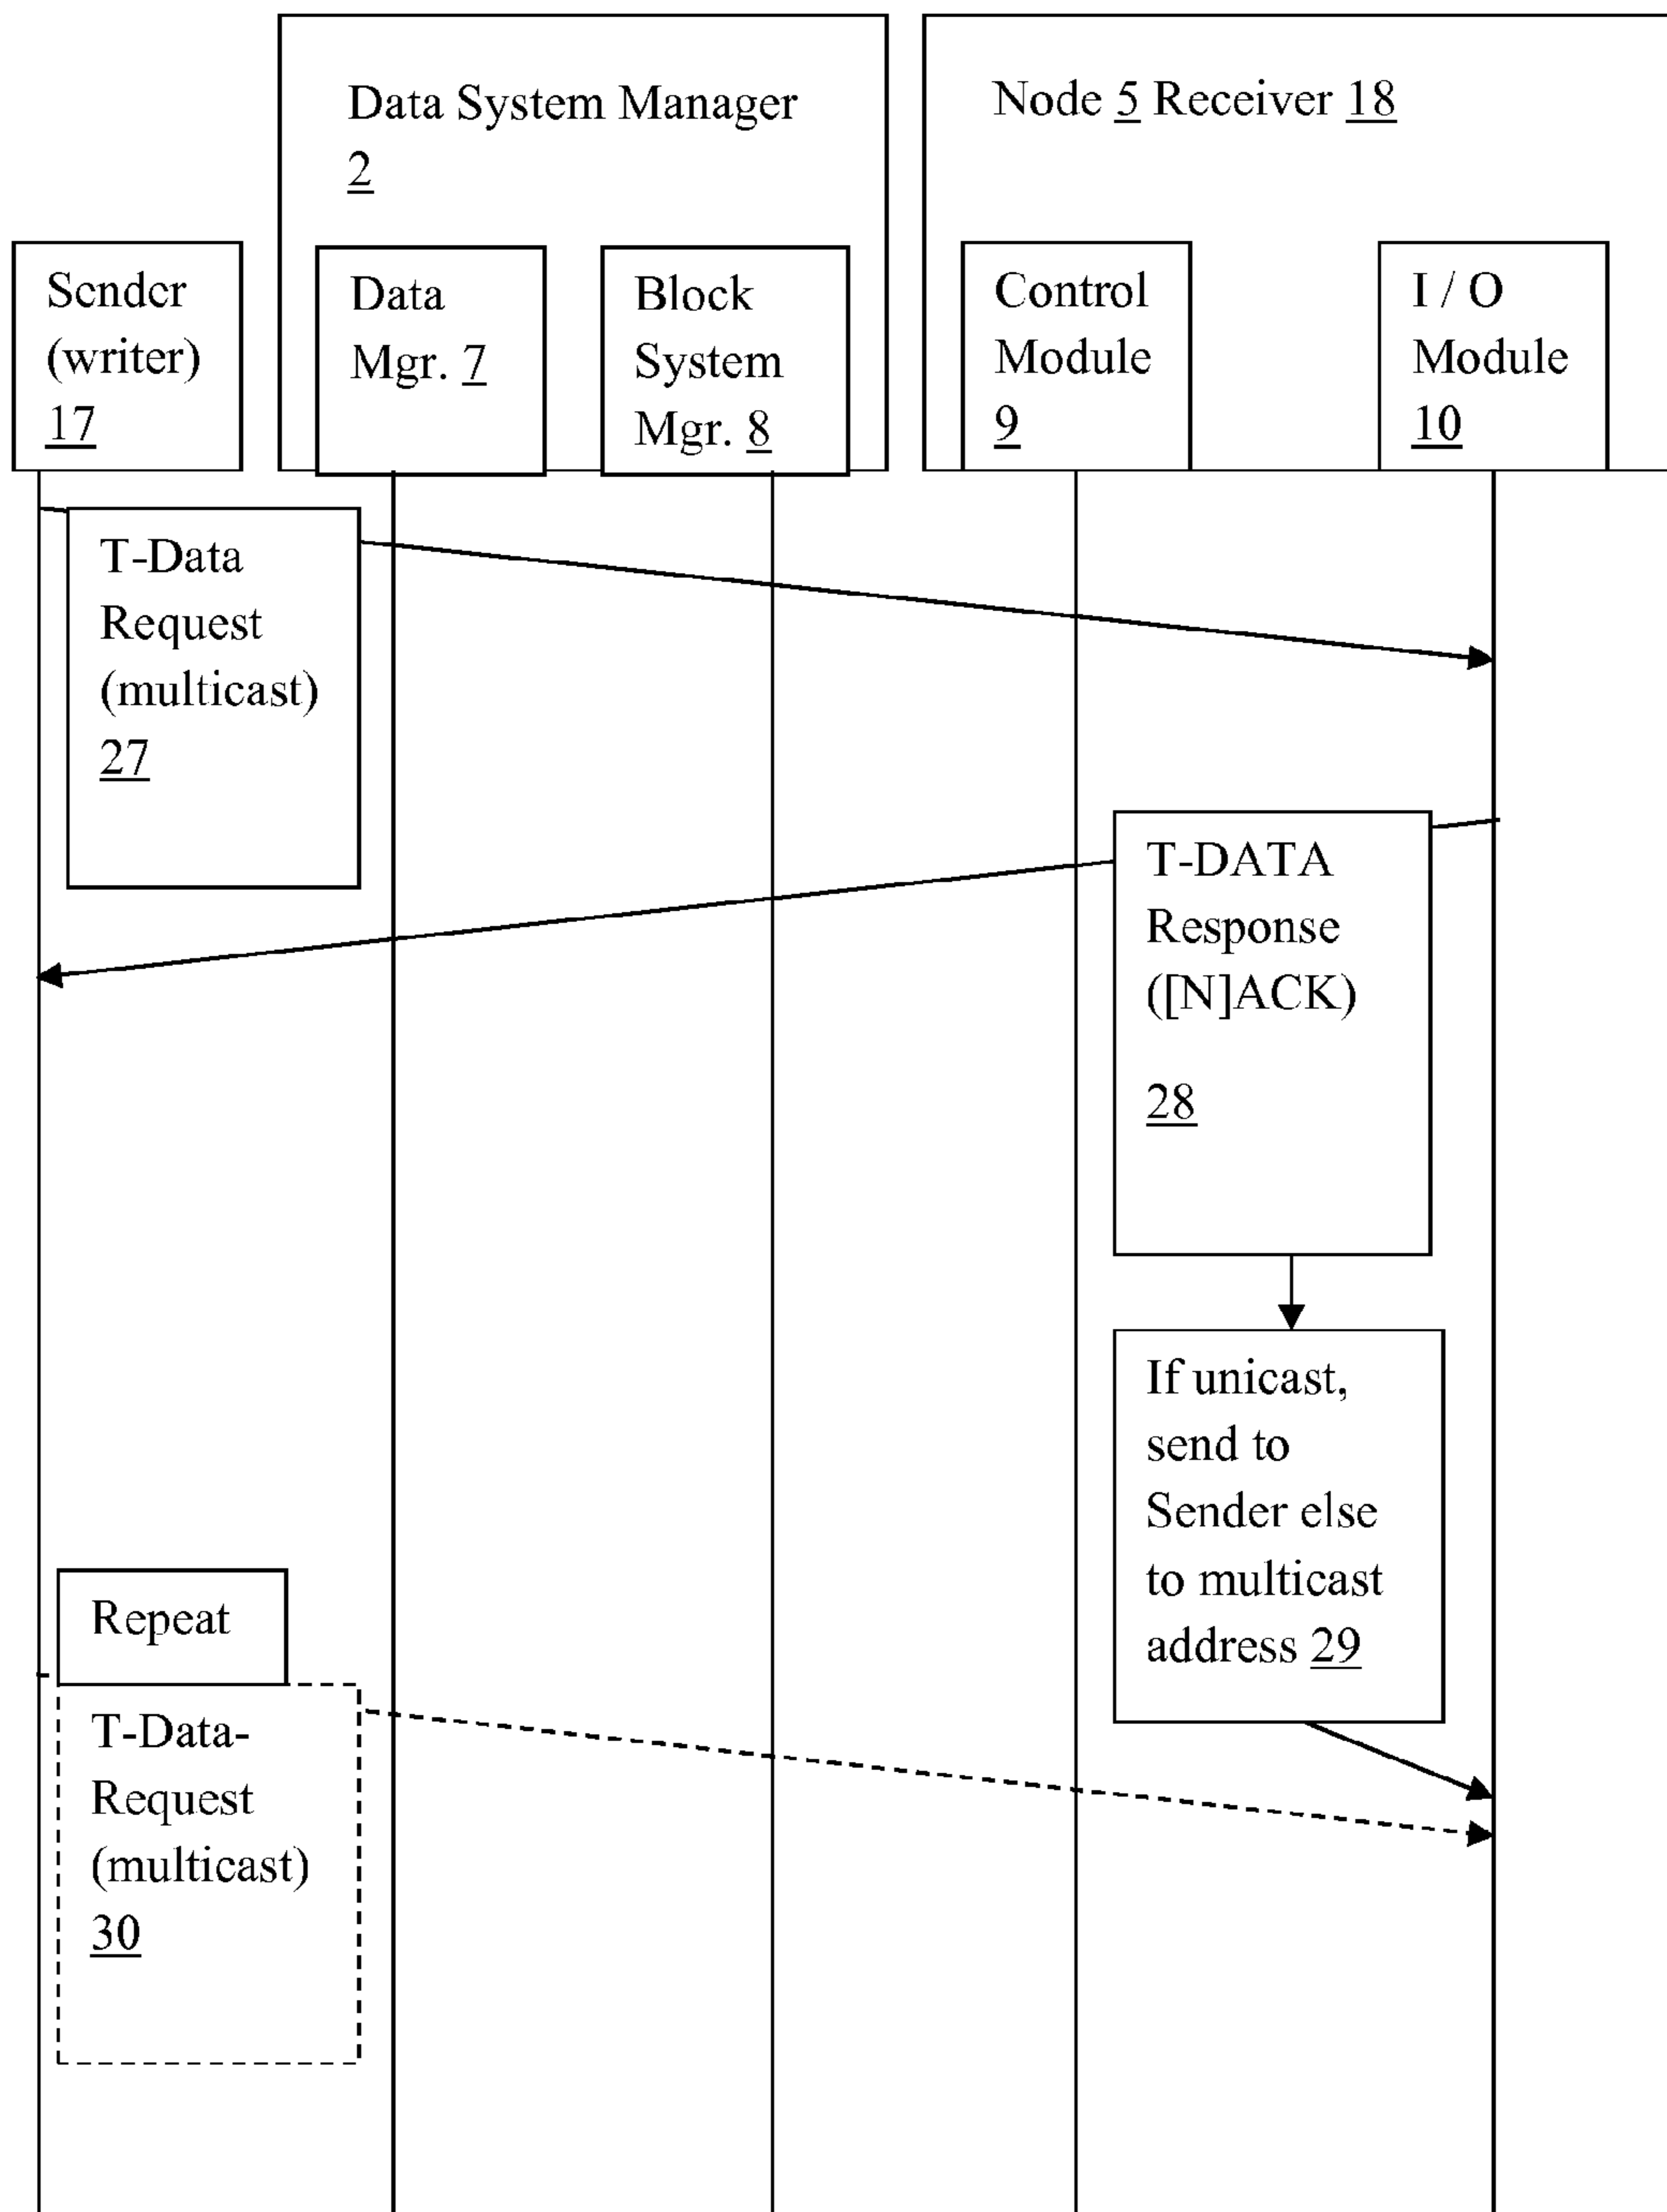 Data System Manager
2
Node 5 Receiver 18
Sender
(writer)
17
Data
Mgr. 7
Block
System
Mgr. 8
Control
Module
9
I / O
Module
10
T-Data
Request
(multicast)
27
T-DATA
Response
([N]ACK)
28
If unicast,
send to
Sender else
to multicast
address 29
Repeat
T-Data-
Request
(multicast)
30